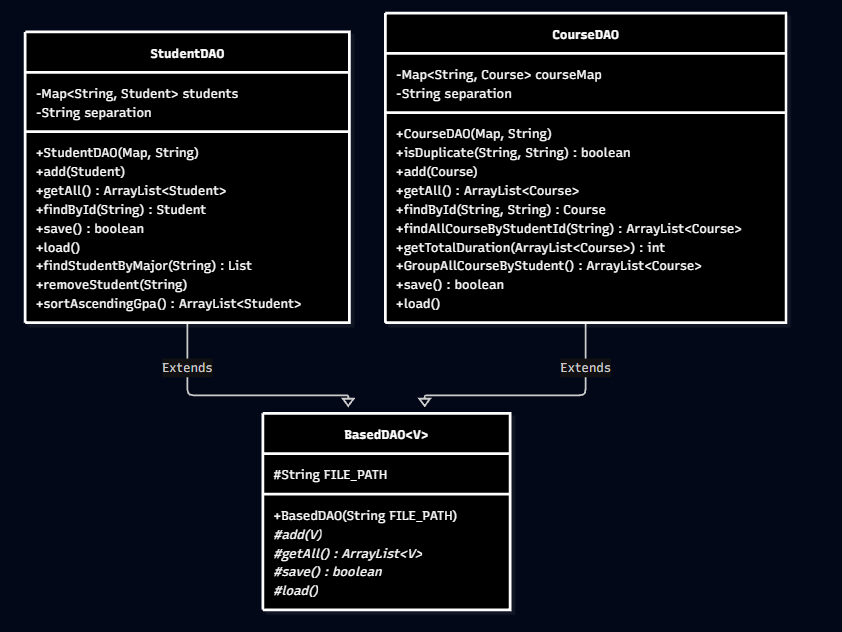 StudentDAO
-Map<String, Student> students
-String separation
+StudentDAO(Map, String)
+add(Student)
+getAll() : ArrayList<Student>
+findById(String) : Student
+save() : boolean
+load()
+findStudentByMajor(String) : List
+removeStudent(String)
+sortAscendingGpa() : ArrayList<Student>
CourseDAO
-Map<String, Course> courseMap
-String separation
+CourseDAO(Map, String)
+isDuplicate(String, String) : boolean
+add(Course)
+getAll() : ArrayList<Course>
+findById(String, String) : Course
+findAllCourseByStudentId(String) : ArrayList<Course>
+getTotalDuration(ArrayList<Course>) : int
+GroupAllCourseByStudent() : ArrayList<Course>
+save() : boolean
+load()
Extends
Extends
BasedDAO<V>
#String FILE_PATH
+BasedDAO(String FILE_PATH)
#add(V)
#getAll() : ArrayList<V>
#save() : boolean
#load()